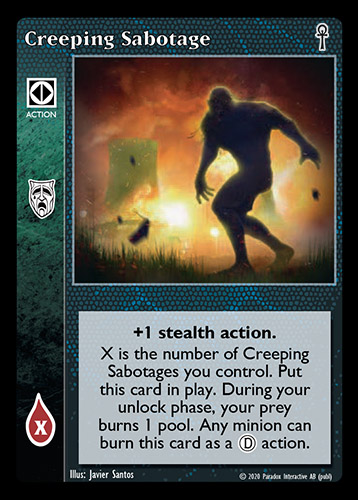 Creeping Sabotage
ACTION
+1 stealth action.
X is the number of Creeping
Sabotages you control. Put
this card in play. During your
unlock phase, your prey
burns 1 pool. Any minion can
burn this card as a Ⓓ action.
X
Illus: Javier Santos
© 2020 Paradox Interactive AB (publ)